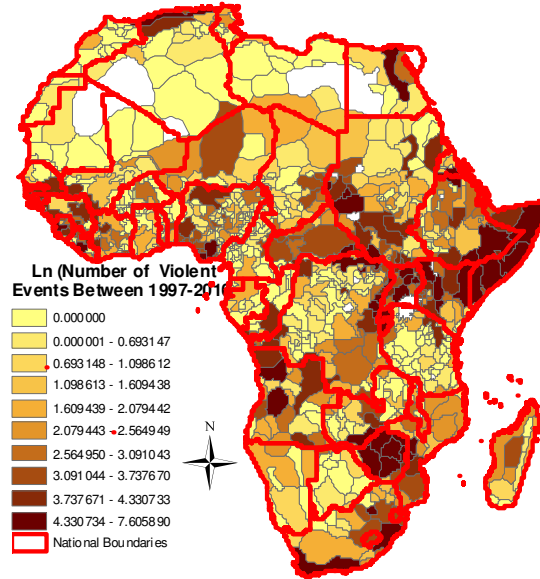 Ln (Number of Violent
Events Between 1997-2010
0.000000
0.000001 - 0.693147
0.693148 - 1.098612
1.098613 - 1.609438
1.609439 - 2.079442
2.079443 - 2.564949
2.564950 - 3.091043
3.091044 - 3.737670
3.737671 - 4.330733
4.330734 - 7.605890
National Boundaries
N